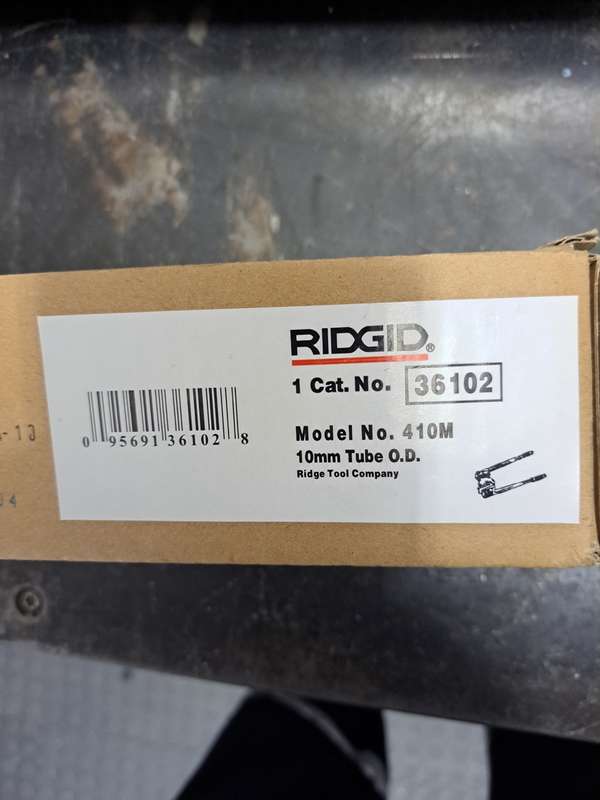 RIDGID®
1 Cat. No. 36102
0 95691 36102 8
Model No. 410M
10mm Tube O.D.
Ridge Tool Company